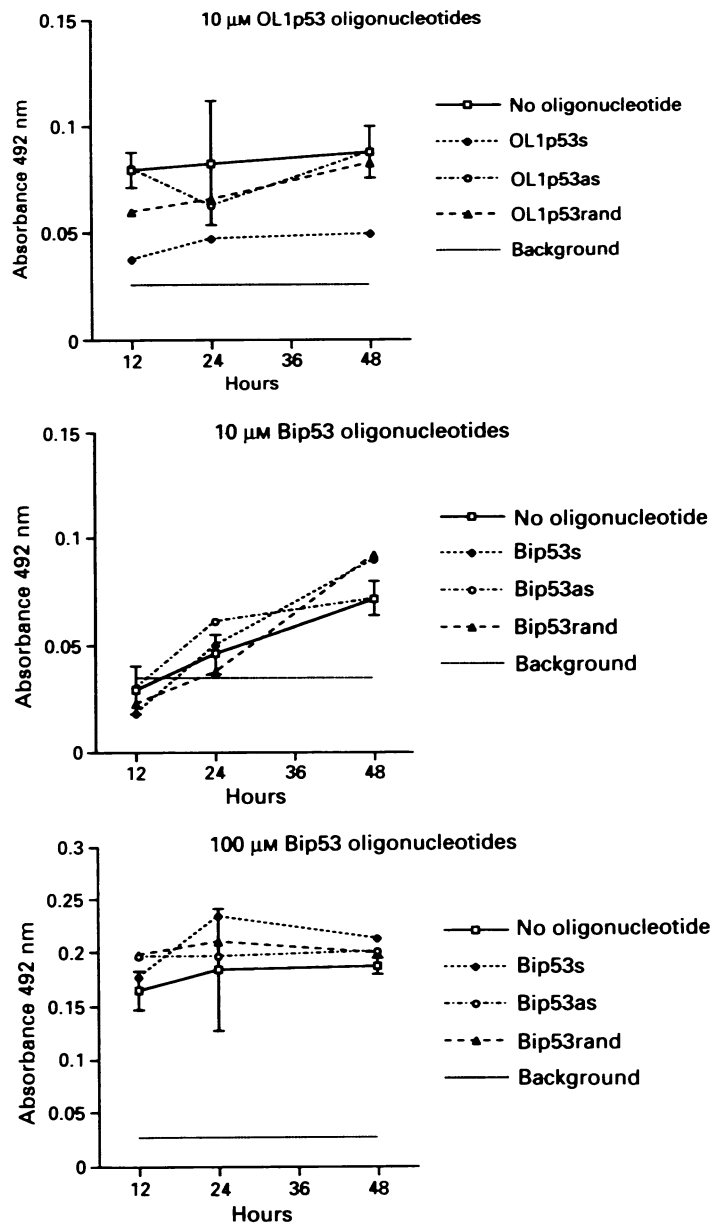 10 µM OL1p53 oligonucleotides
0.15
0.1
0.05
0
Absorbance 492 nm
12 24 36 48
Hours
No oligonucleotide
OL1p53s
OL1p53as
OL1p53rand
Background
10 µM Bip53 oligonucleotides
0.15
0.1
0.05
0
Absorbance 492 nm
12 24 36 48
Hours
No oligonucleotide
Bip53s
Bip53as
Bip53rand
Background
100 µM Bip53 oligonucleotides
0.3
0.25
0.2
0.15
0.1
0.05
0
Absorbance 492 nm
12 24 36 48
Hours
No oligonucleotide
Bip53s
Bip53as
Bip53rand
Background